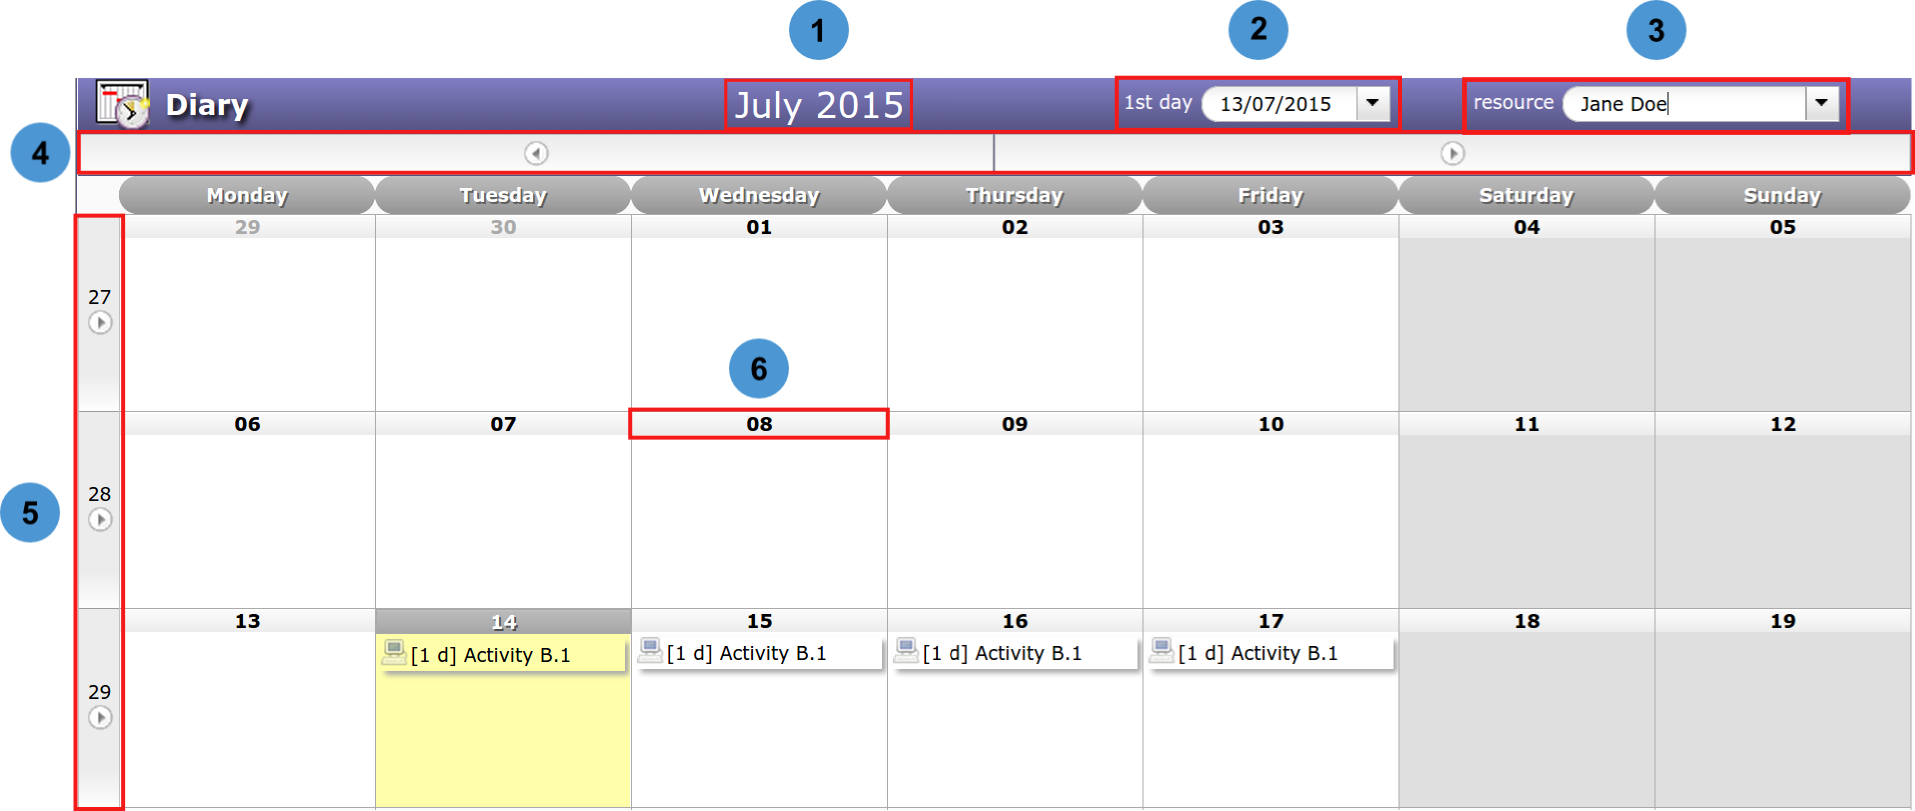 1 2 3
Diary July 2015 1st day 13/07/2015 resource Jane Doe
4
Monday Tuesday Wednesday Thursday Friday Saturday Sunday
29 30 01 02 03 04 05
27
6
06 07 08 09 10 11 12
28
5
13 14 15 16 17 18 19
[1 d] Activity B.1 [1 d] Activity B.1 [1 d] Activity B.1 [1 d] Activity B.1
29